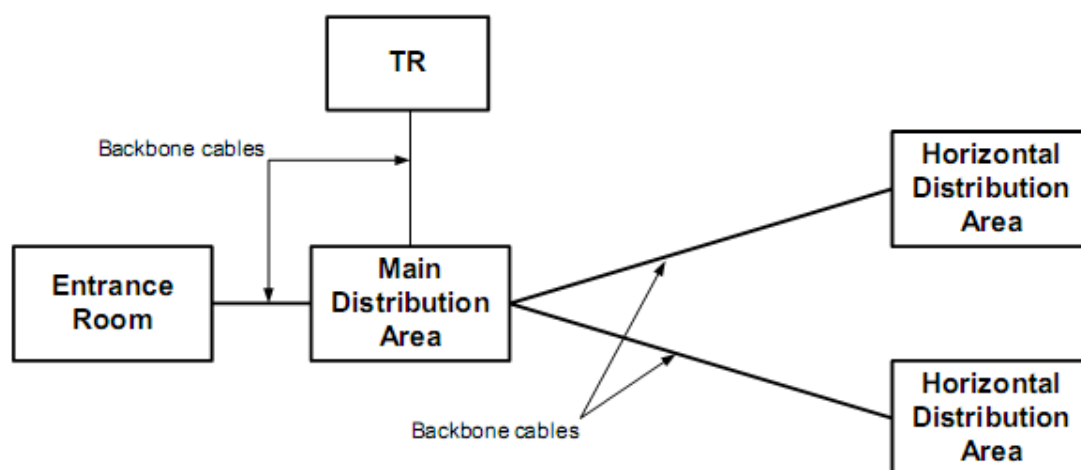 TR
Backbone cables
Horizontal
Distribution
Area
Entrance
Room
Main
Distribution
Area
Horizontal
Distribution
Area
Backbone cables